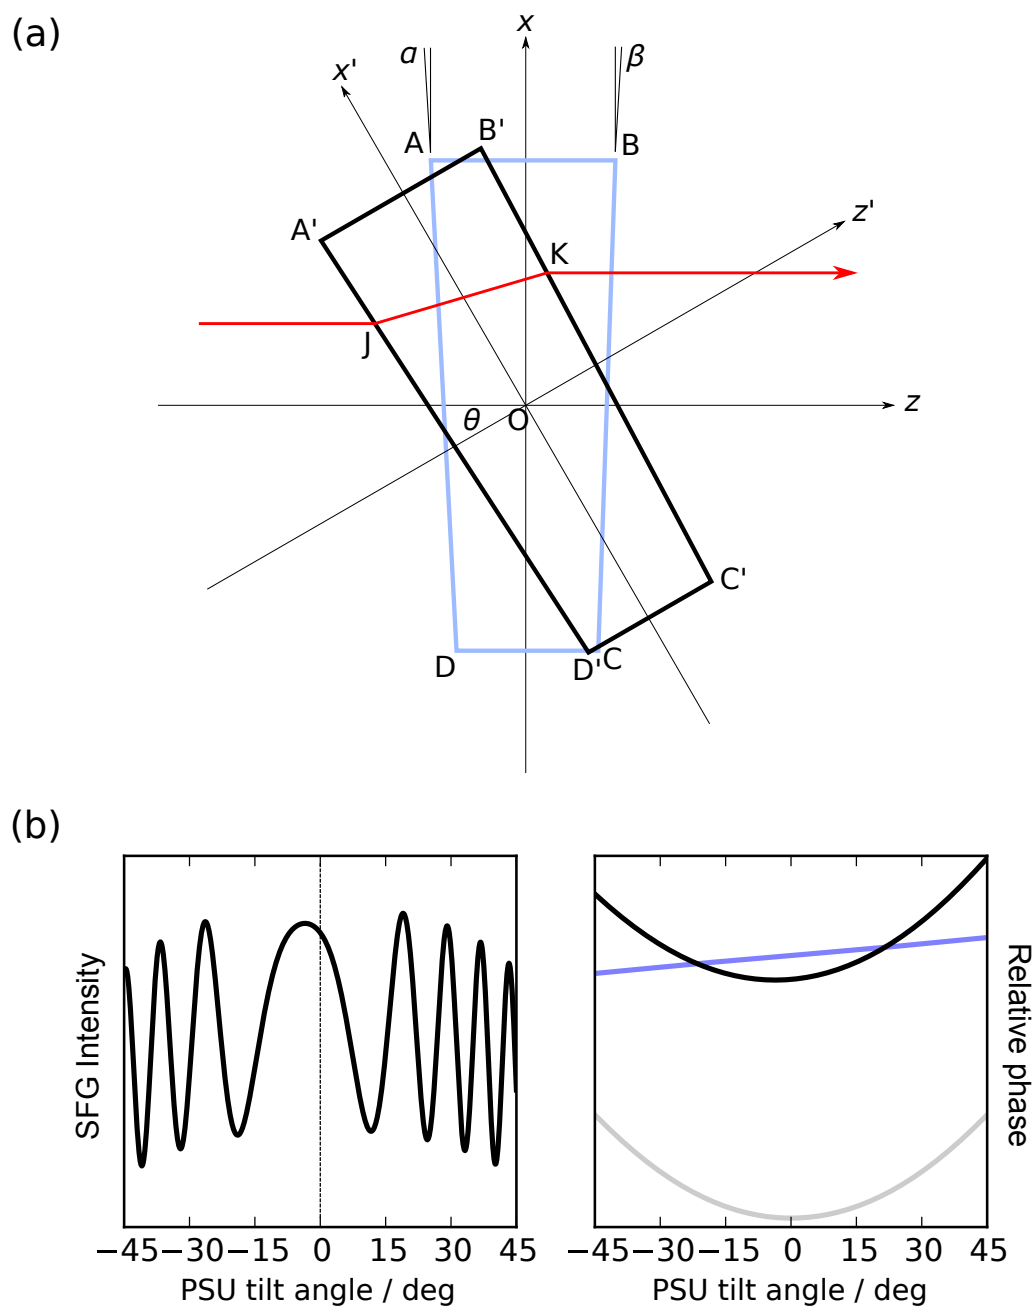 (a)
x
α
β
x'
A
B'
B
A'
z'
K
J
θ
O
z
C'
D
D'
C
(b)
SFG Intensity
Relative phase
−45 −30 −15 0 15 30 45
−45 −30 −15 0 15 30 45
PSU tilt angle / deg
PSU tilt angle / deg